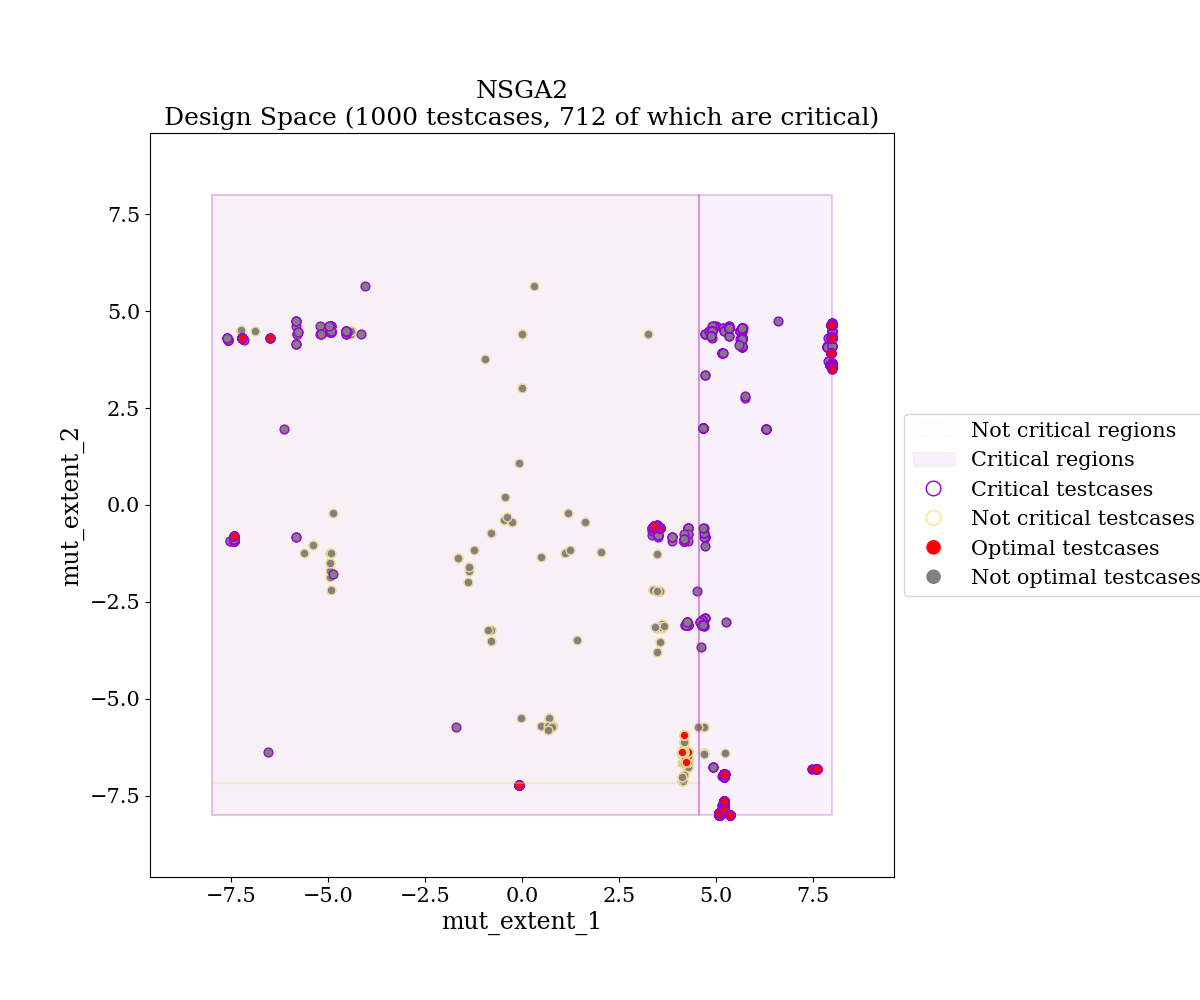 NSGA2
Design Space (1000 testcases, 712 of which are critical)
7.5
5.0
2.5
0.0
−2.5
−5.0
−7.5
mut_extent_2
−7.5
−5.0
−2.5
0.0
2.5
5.0
7.5
mut_extent_1
Not critical regions
Critical regions
Critical testcases
Not critical testcases
Optimal testcases
Not optimal testcases